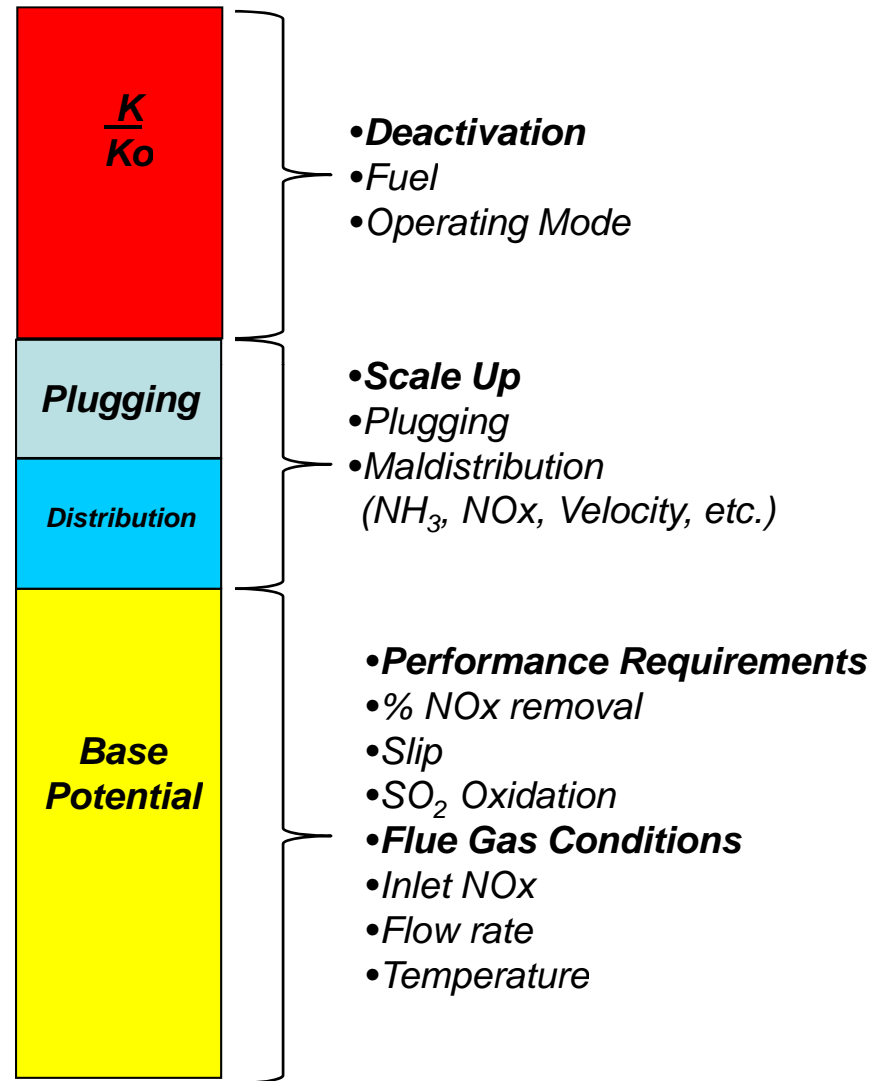 K
Ko
•Deactivation
•Fuel
•Operating Mode
Plugging
Distribution
•Scale Up
•Plugging
•Maldistribution
(NH₃, NOx, Velocity, etc.)
Base
Potential
•Performance Requirements
•% NOx removal
•Slip
•SO₂ Oxidation
•Flue Gas Conditions
•Inlet NOx
•Flow rate
•Temperature